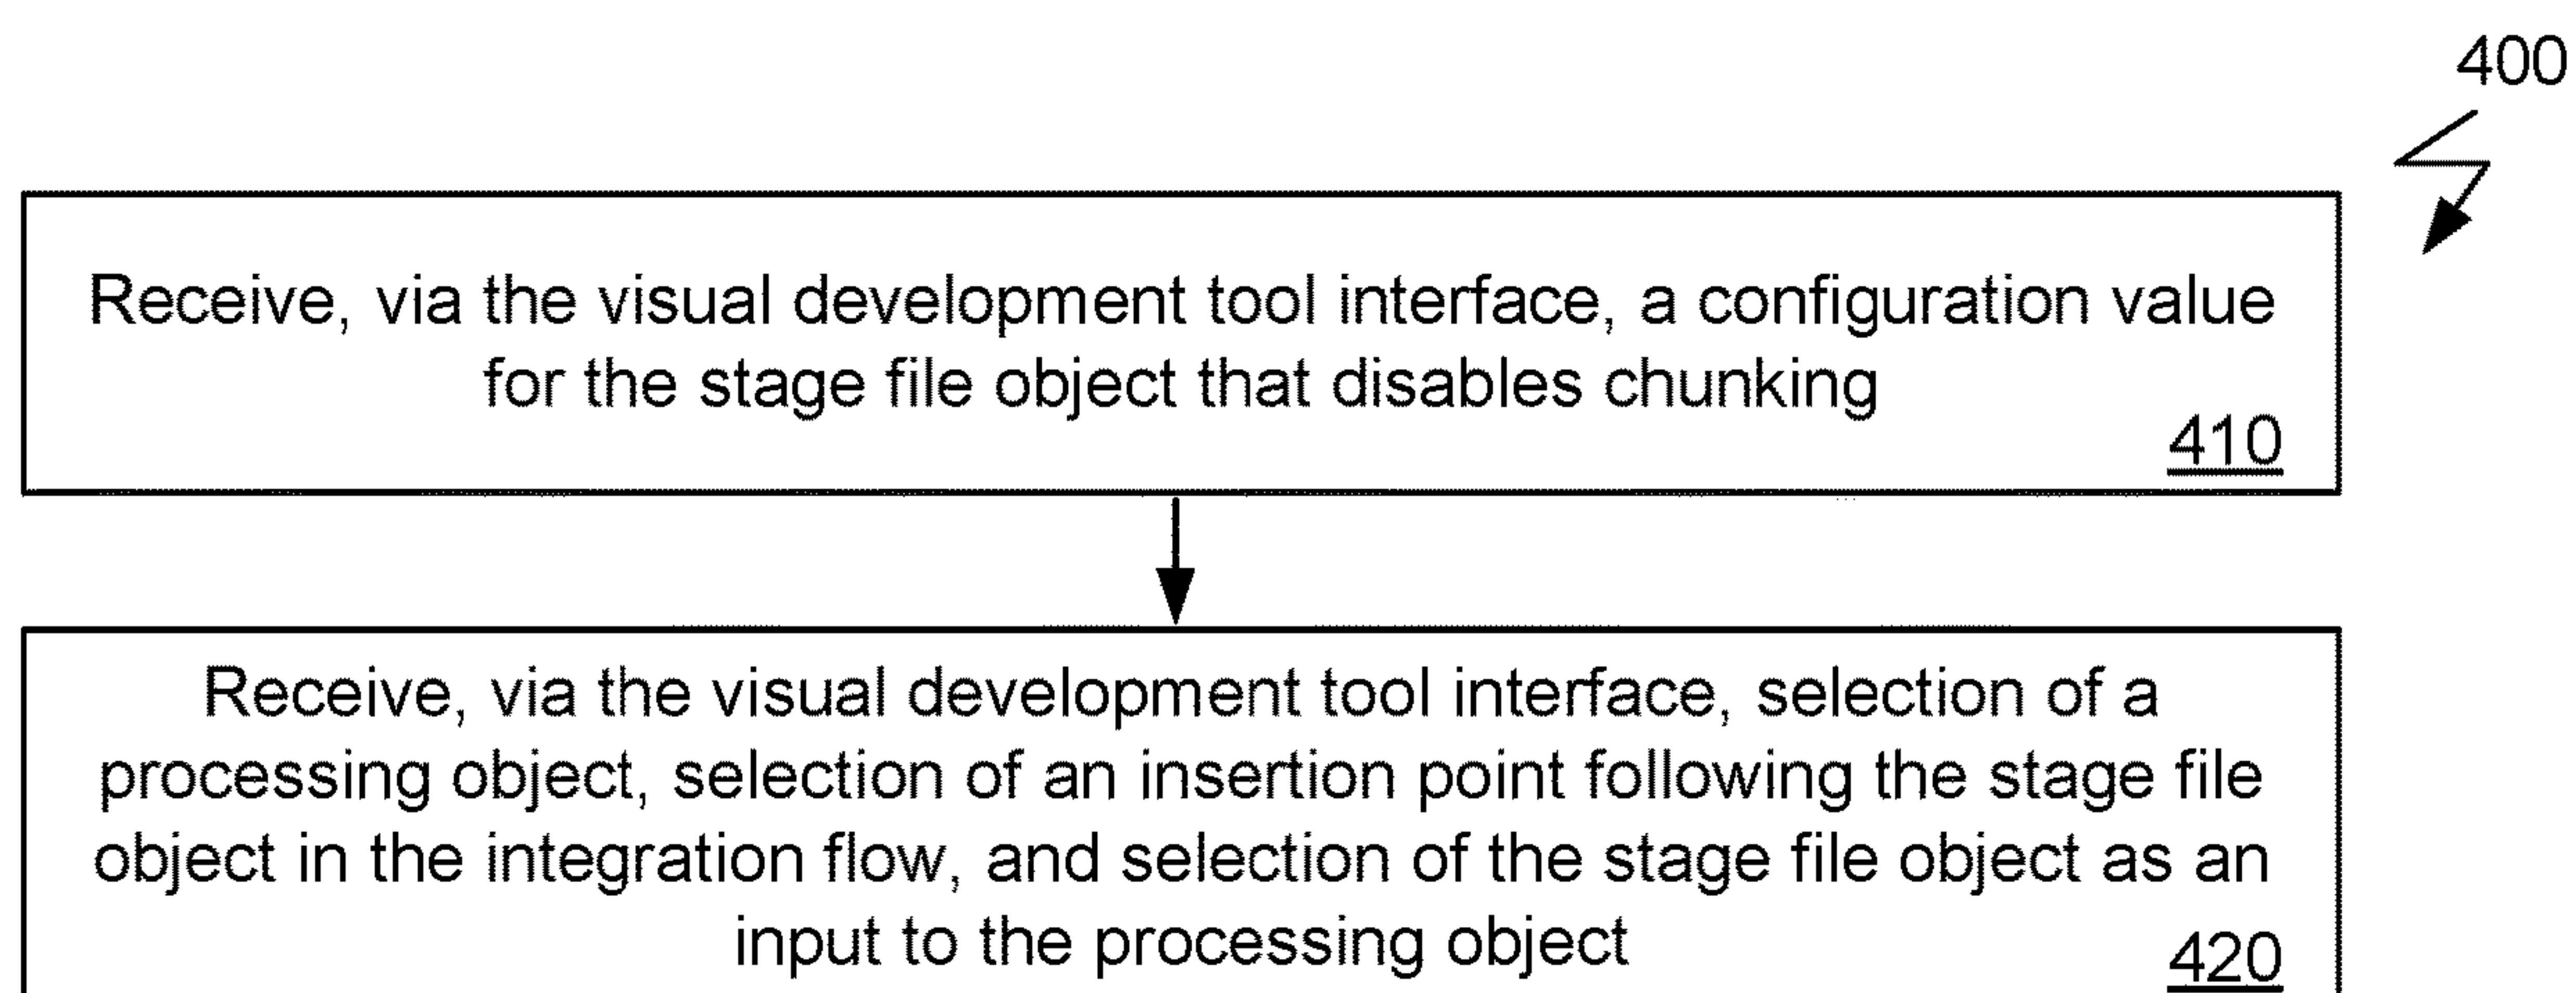 400
Receive, via the visual development tool interface, a configuration value
for the stage file object that disables chunking
410
Receive, via the visual development tool interface, selection of a
processing object, selection of an insertion point following the stage file
object in the integration flow, and selection of the stage file object as an
input to the processing object
420